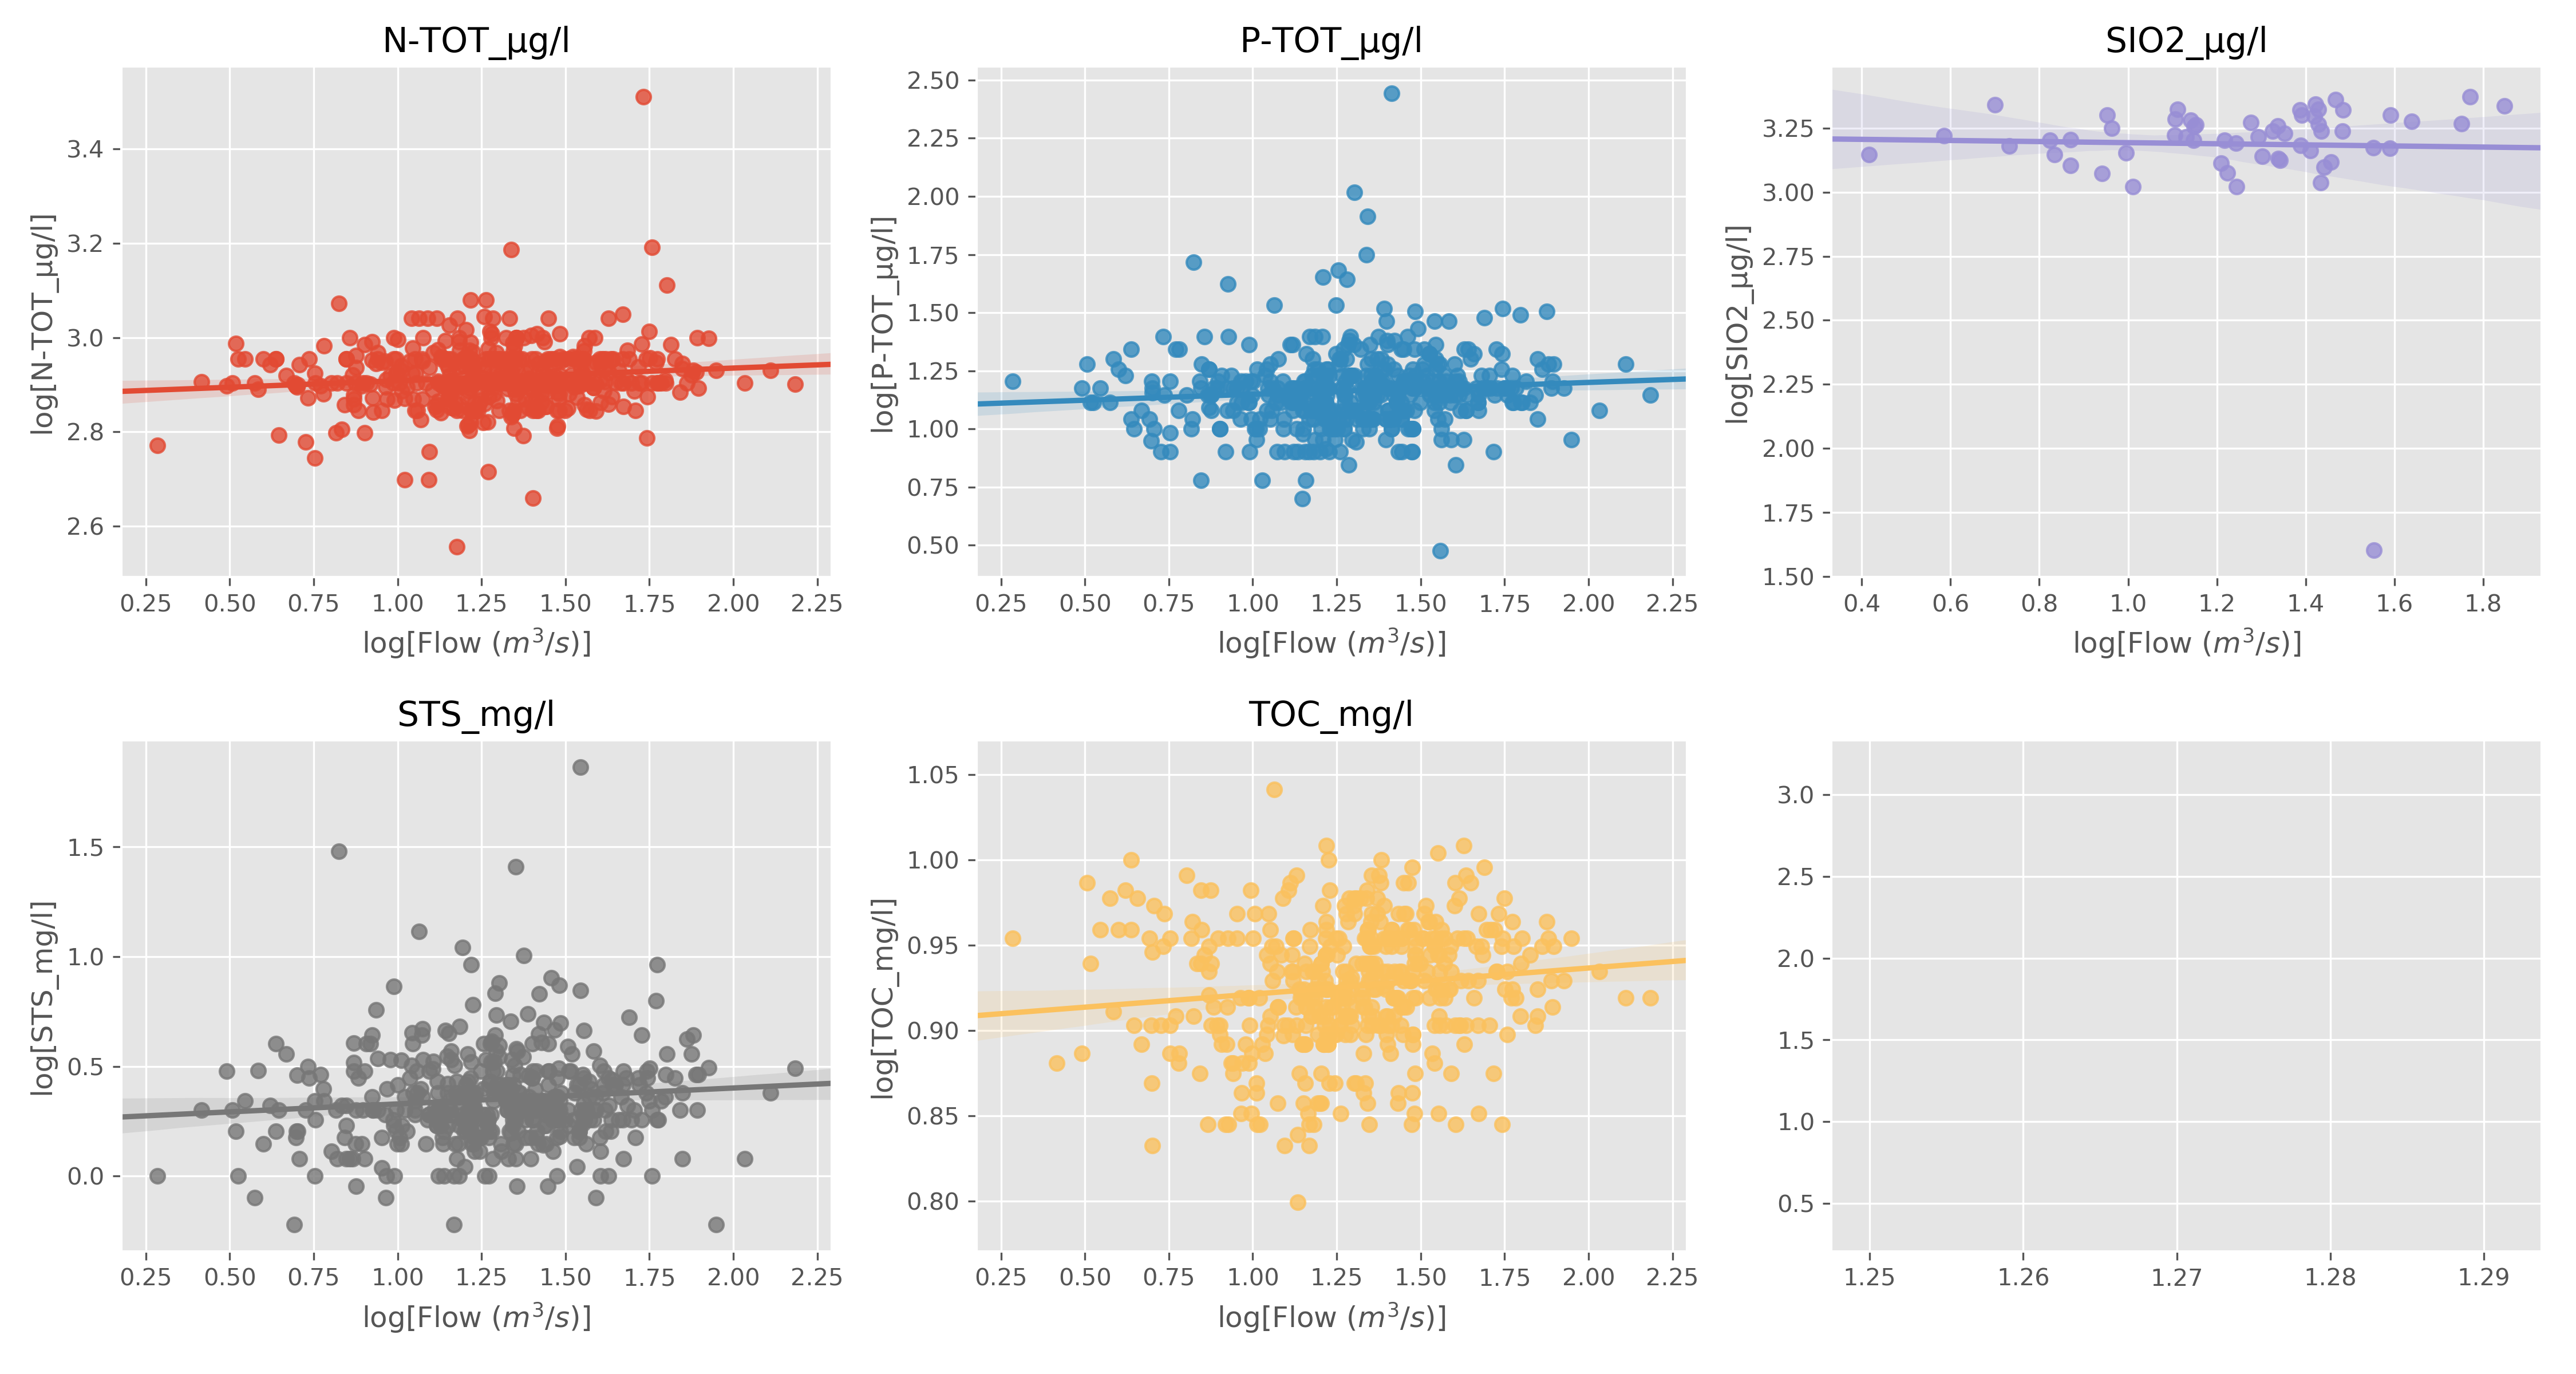 N-TOT_µg/l
P-TOT_µg/l
SIO2_µg/l
log[N-TOT_µg/l]
3.4
3.2
3.0
2.8
2.6
0.25 0.50 0.75 1.00 1.25 1.50 1.75 2.00 2.25
log[Flow (m³/s)]
log[P-TOT_µg/l]
2.50
2.25
2.00
1.75
1.50
1.25
1.00
0.75
0.50
0.25 0.50 0.75 1.00 1.25 1.50 1.75 2.00 2.25
log[Flow (m³/s)]
log[SIO2_µg/l]
3.25
3.00
2.75
2.50
2.25
2.00
1.75
1.50
0.4 0.6 0.8 1.0 1.2 1.4 1.6 1.8
log[Flow (m³/s)]
STS_mg/l
TOC_mg/l
log[STS_mg/l]
1.5
1.0
0.5
0.0
0.25 0.50 0.75 1.00 1.25 1.50 1.75 2.00 2.25
log[Flow (m³/s)]
log[TOC_mg/l]
1.05
1.00
0.95
0.90
0.85
0.80
0.25 0.50 0.75 1.00 1.25 1.50 1.75 2.00 2.25
log[Flow (m³/s)]
3.0
2.5
2.0
1.5
1.0
0.5
1.25 1.26 1.27 1.28 1.29